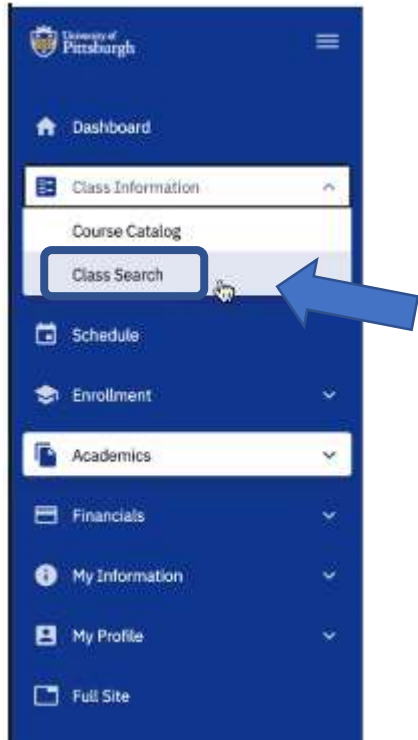 University of
Pittsburgh
Dashboard
Class Information
Course Catalog
Class Search
Schedule
Enrollment
Academics
Financials
My Information
My Profile
Full Site